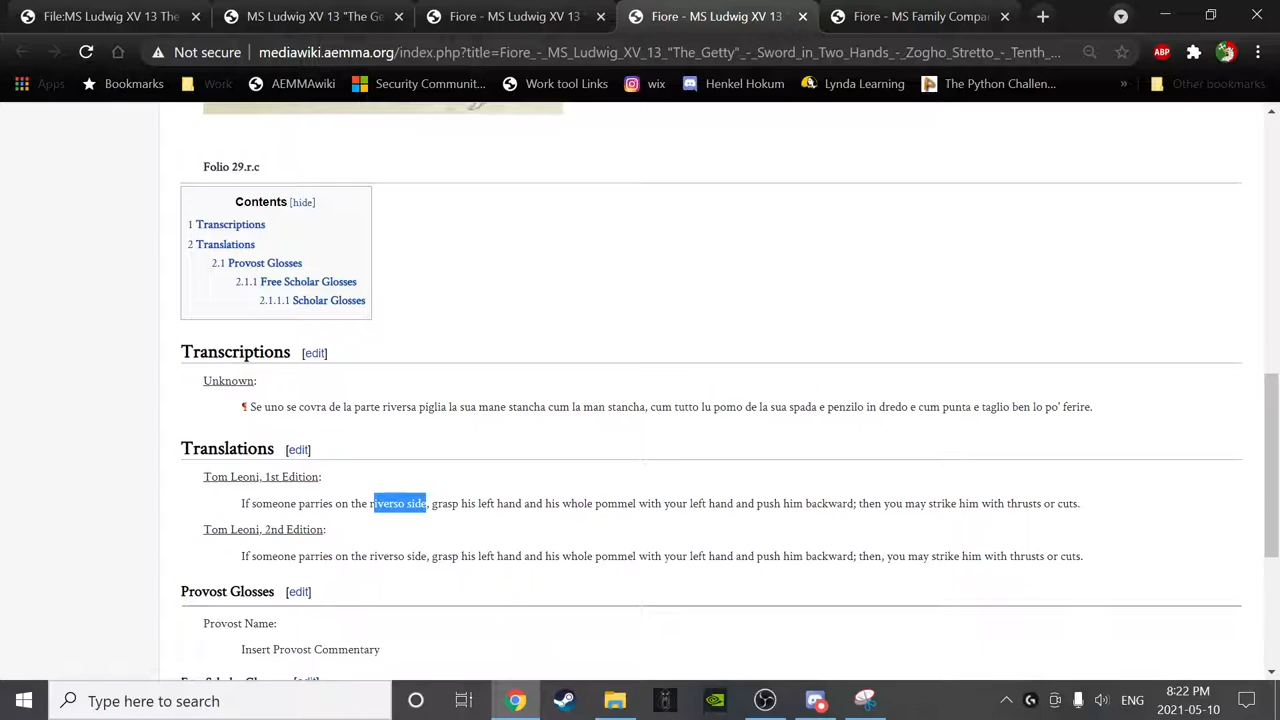 File:MS Ludwig XV 13 The
MS Ludwig XV 13 "The Ge
Fiore - MS Ludwig XV 13
Fiore - MS Ludwig XV 13 "
Fiore - MS Family Compa
Not secure
mediawiki.aemma.org/index.php?title=Fiore_-_MS_Ludwig_XV_13_"The_Getty"_-_Sword_in_Two_Hands_-_Zogho_Stretto_-_Tenth_...
ABP
Apps
Bookmarks
Work
AEMMAwiki
Security Communit...
Work tool Links
wix
Henkel Hokum
Lynda Learning
The Python Challen...
»
Other bookmarks
Folio 29.r.c
Contents [hide]
1 Transcriptions
2 Translations
2.1 Provost Glosses
2.1.1 Free Scholar Glosses
2.1.1.1 Scholar Glosses
Transcriptions [edit]
Unknown:
¶ Se uno se covra de la parte riversa piglia la sua mane stancha cum la man stancha, cum tutto lu pomo de la sua spada e penzilo in dredo e cum punta e taglio ben lo po' ferire.
Translations [edit]
Tom Leoni, 1st Edition:
If someone parries on the riverso side, grasp his left hand and his whole pommel with your left hand and push him backward; then you may strike him with thrusts or cuts.
Tom Leoni, 2nd Edition:
If someone parries on the riverso side, grasp his left hand and his whole pommel with your left hand and push him backward; then, you may strike him with thrusts or cuts.
Provost Glosses [edit]
Provost Name:
Insert Provost Commentary
Type here to search
ENG
8:22 PM
2021-05-10